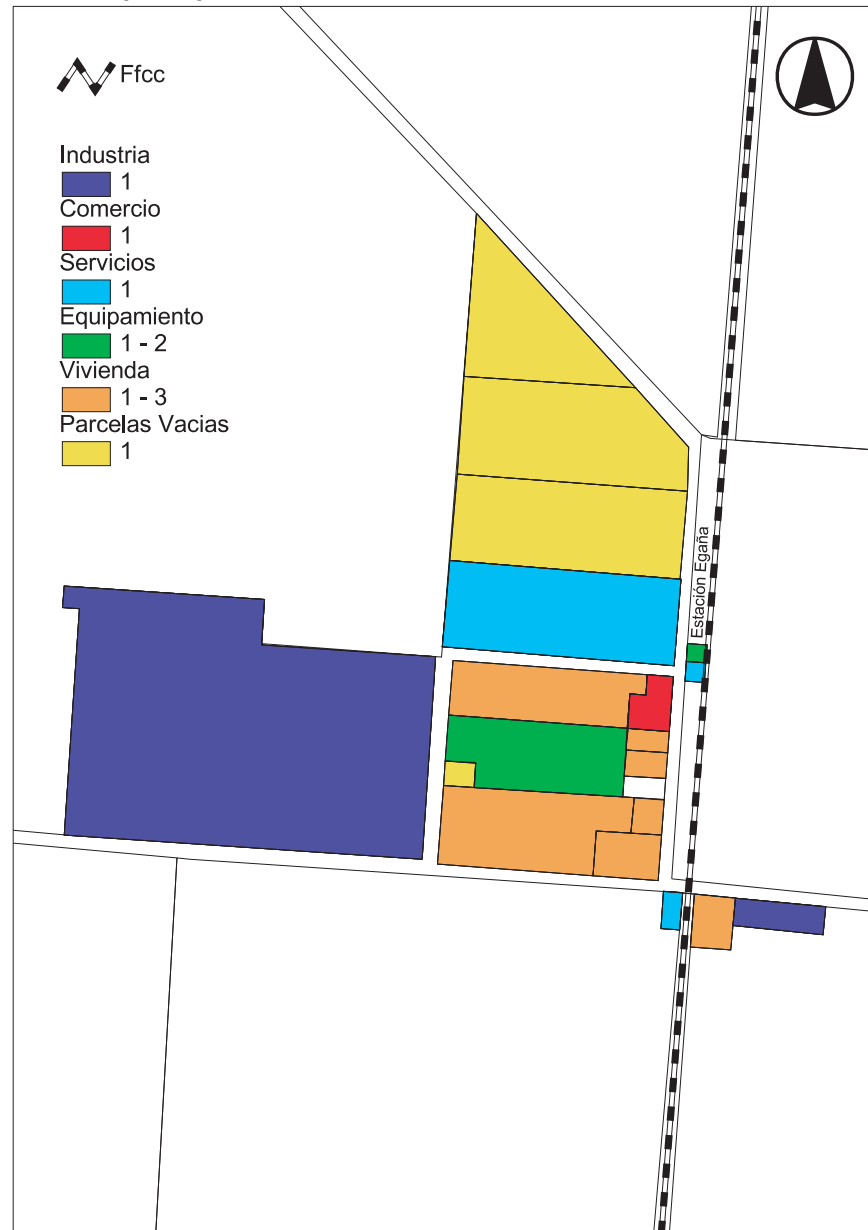 Ffcc
Industria
1
Comercio
1
Servicios
1
Equipamiento
1 - 2
Vivienda
1 - 3
Parcelas Vacias
1
Estación Egaña